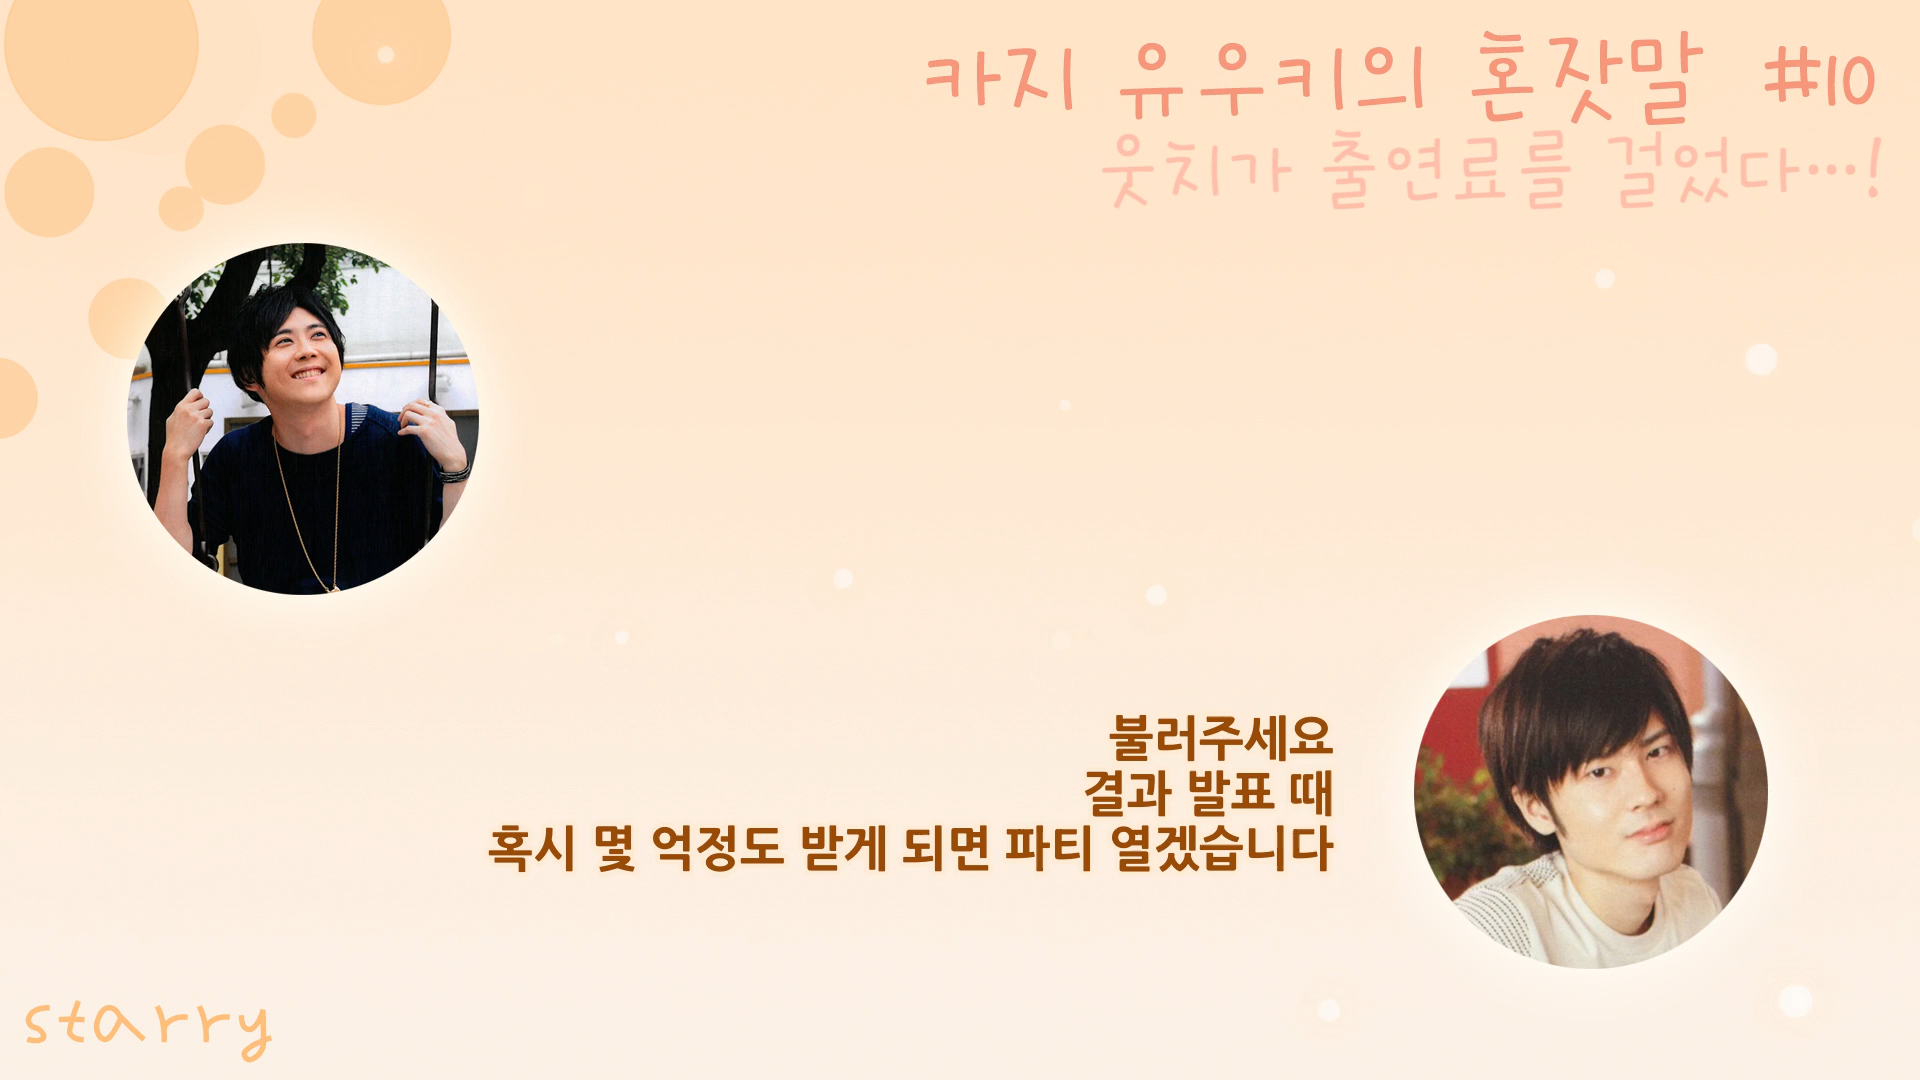 카지 유우키의 혼잣말 #10
웃치가 출연료를 걸었다…!
불러주세요
결과 발표 때
혹시 몇 억정도 받게 되면 파티 열겠습니다
starry